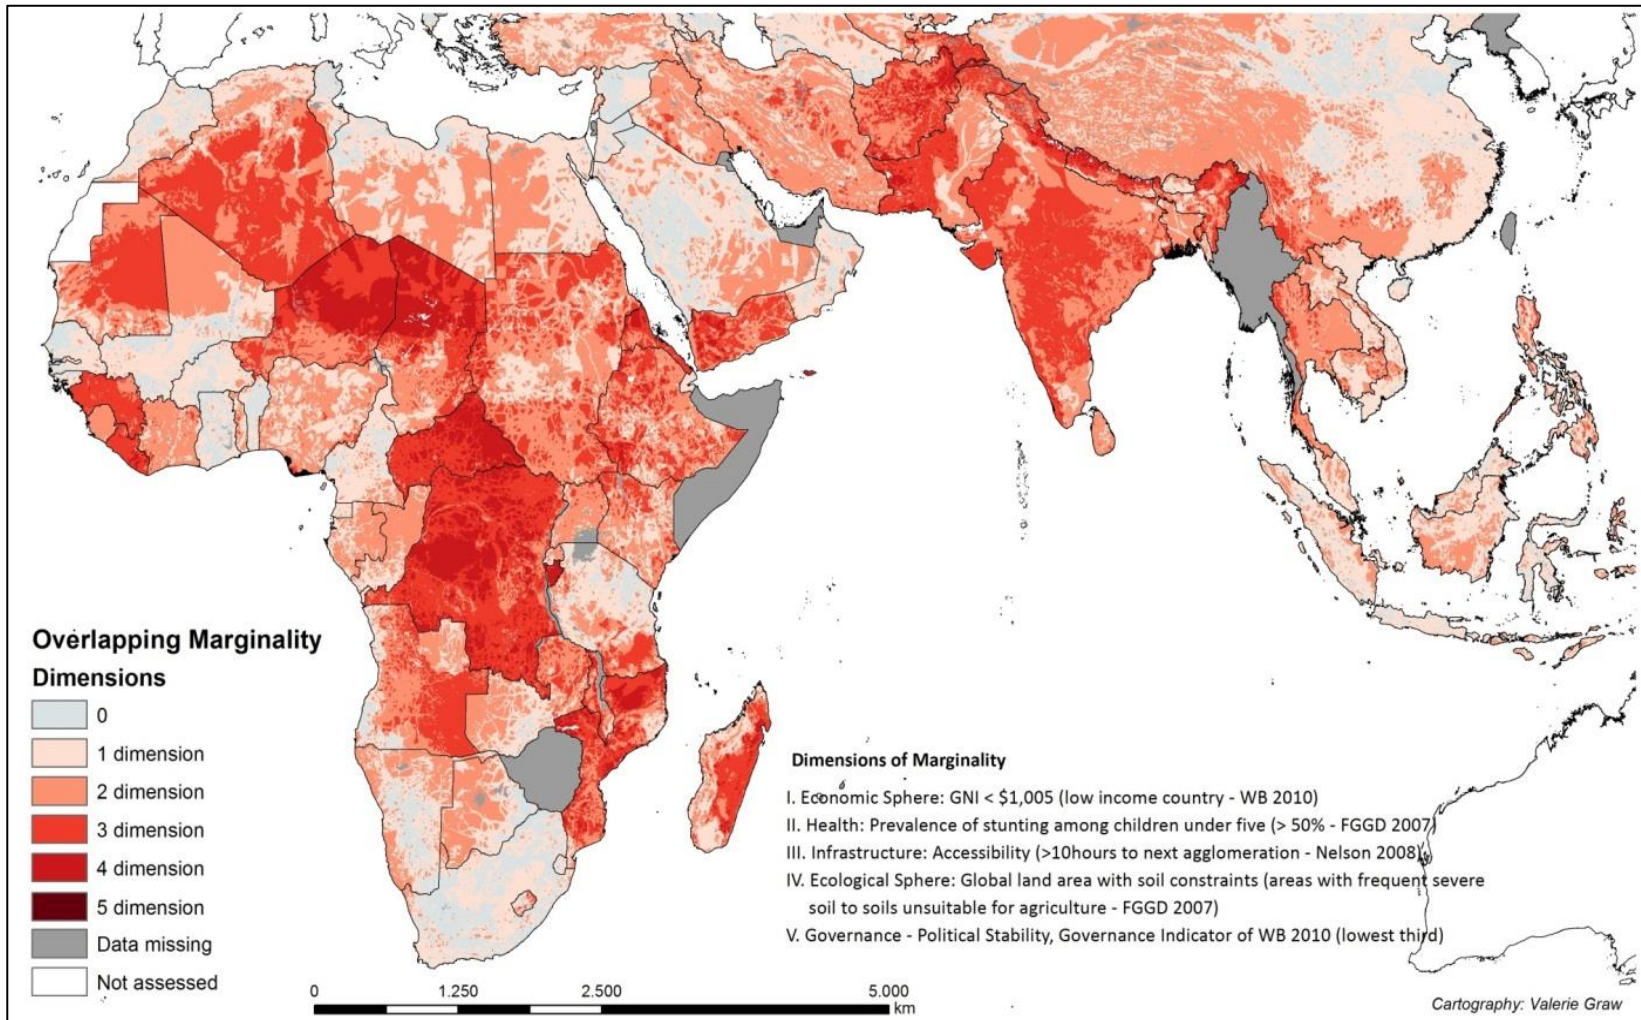 Overlapping Marginality
Dimensions
0
1 dimension
2 dimension
3 dimension
4 dimension
5 dimension
Data missing
Not assessed
0 1.250 2.500 5.000
km
Dimensions of Marginality
I. Economic Sphere: GNI < $1,005 (low income country - WB 2010)
II. Health: Prevalence of stunting among children under five (> 50% - FGGD 2007)
III. Infrastructure: Accessibility (>10hours to next agglomeration - Nelson 2008)
IV. Ecological Sphere: Global land area with soil constraints (areas with frequent severe
soil to soils unsuitable for agriculture - FGGD 2007)
V. Governance - Political Stability, Governance Indicator of WB 2010 (lowest third)
Cartography: Valerie Graw